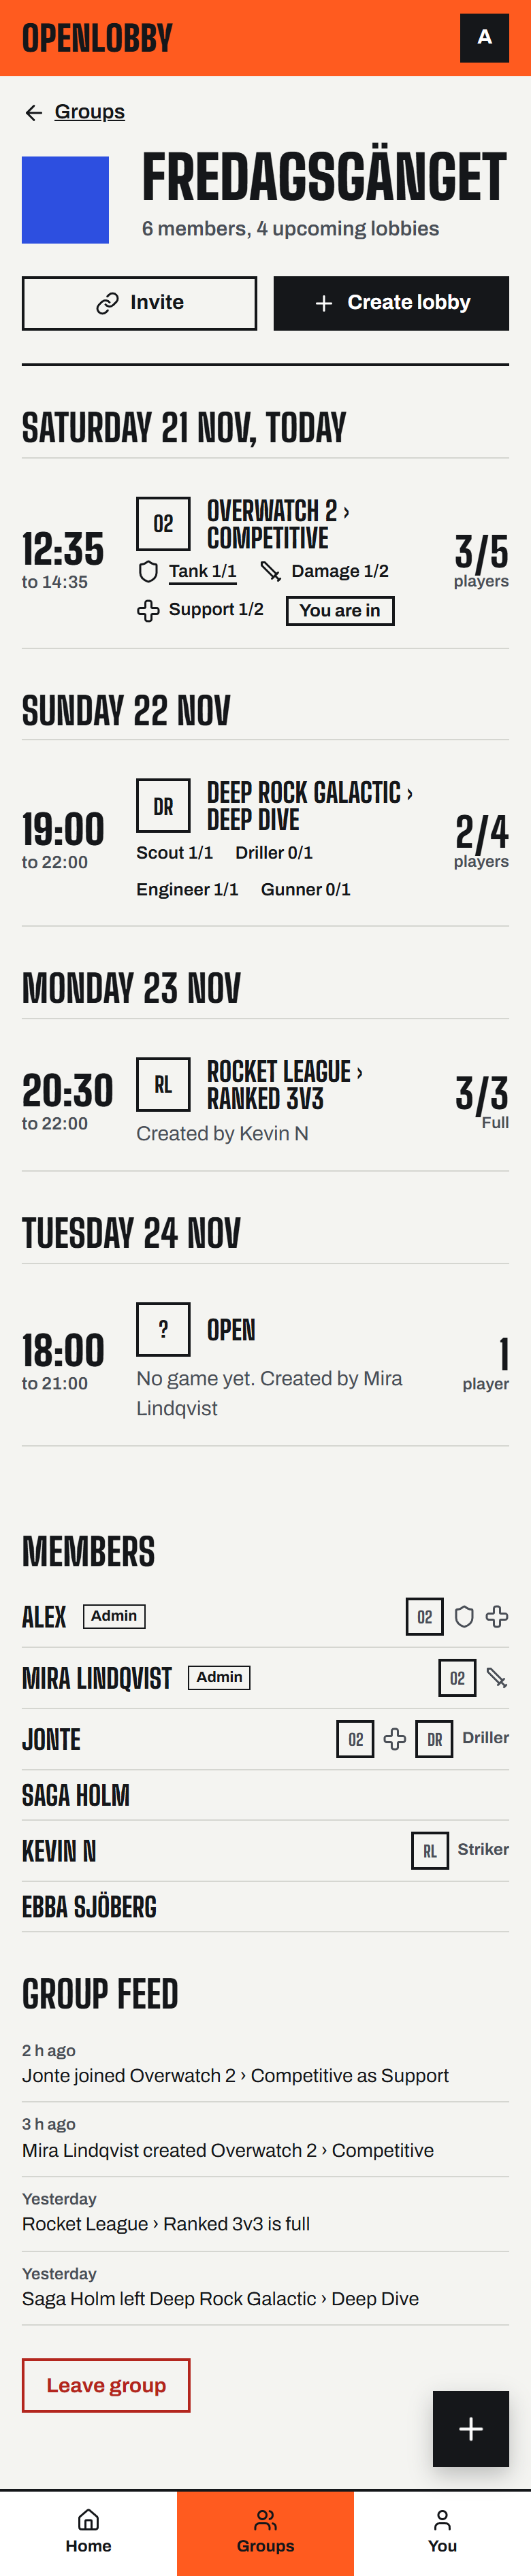 OPENLOBBY
A
Groups
FREDAGSGÄNGET
6 members, 4 upcoming lobbies
Invite
Create lobby
SATURDAY 21 NOV, TODAY
12:35
to 14:35
O2
OVERWATCH 2 ›
COMPETITIVE
Tank 1/1
Damage 1/2
Support 1/2
You are in
3/5
players
SUNDAY 22 NOV
19:00
to 22:00
DR
DEEP ROCK GALACTIC ›
DEEP DIVE
Scout 1/1
Driller 0/1
Engineer 1/1
Gunner 0/1
2/4
players
MONDAY 23 NOV
20:30
to 22:00
RL
ROCKET LEAGUE ›
RANKED 3V3
Created by Kevin N
3/3
Full
TUESDAY 24 NOV
18:00
to 21:00
?
OPEN
No game yet. Created by Mira
Lindqvist
1
player
MEMBERS
ALEX
Admin
O2
MIRA LINDQVIST
Admin
O2
JONTE
O2
DR
Driller
SAGA HOLM
KEVIN N
RL
Striker
EBBA SJÖBERG
GROUP FEED
2 h ago
Jonte joined Overwatch 2 › Competitive as Support
3 h ago
Mira Lindqvist created Overwatch 2 › Competitive
Yesterday
Rocket League › Ranked 3v3 is full
Yesterday
Saga Holm left Deep Rock Galactic › Deep Dive
Leave group
Home
Groups
You